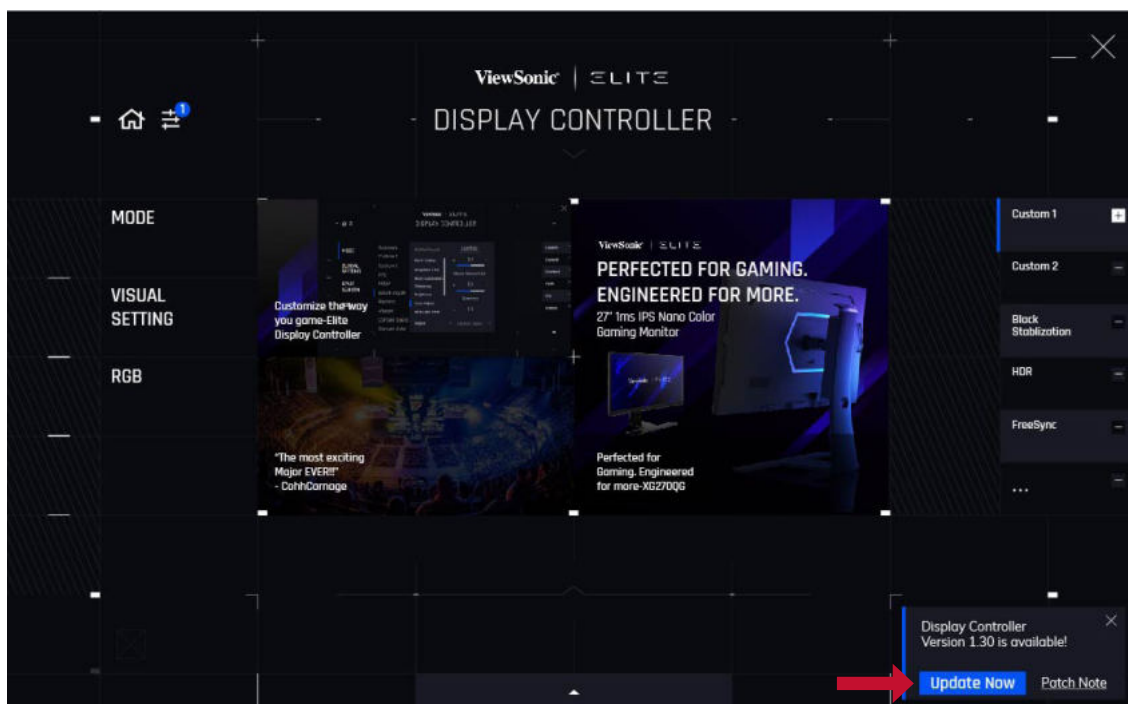 ViewSonic ELITE
1
DISPLAY CONTROLLER
MODE
VISUAL
SETTING
RGB
Customize the way
you game-Elite
Display Controller
"The most exciting
Major EVER!!"
- CohhCarnage
ViewSonic ELITE
PERFECTED FOR GAMING.
ENGINEERED FOR MORE.
27" 1ms IPS Nano Color
Gaming Monitor
Perfected for
Gaming. Engineered
for more-XG270QG
Custom 1
Custom 2
Black
Stablization
HDR
FreeSync
...
Display Controller
Version 1.30 is available!
Update Now Patch Note